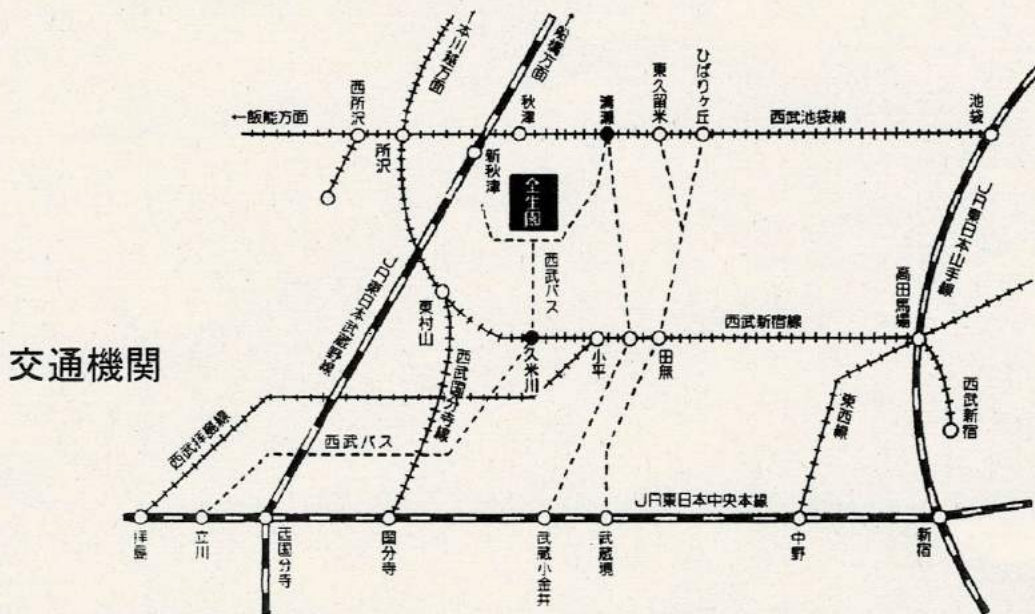 ←本川越方面
←船橋方面
西所沢
秋津
清瀬
東久留米
ひばりヶ丘
池袋
←飯能方面
西武池袋線
所沢
新秋津
全生園
JR東日本山手線
西武バス
高田馬場
JR東日本武蔵野線
東村山
西武新宿線
久米川
小平
田無
交通機関
西武国分寺線
西武新宿
東西線
西武拝島線
西武バス
JR東日本中央本線
拝島
立川
西国分寺
国分寺
武蔵小金井
武蔵境
中野
新宿